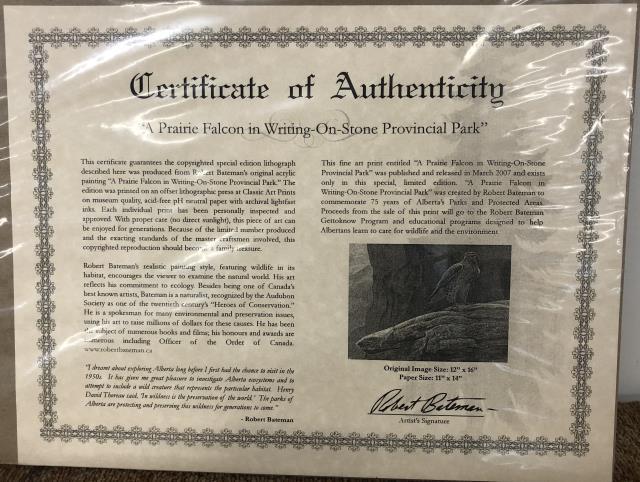 Certificate of Authenticity
"A Prairie Falcon in Writing-On-Stone Provincial Park"
This certificate guarantees the copyrighted special edition lithograph
described here was produced from Robert Bateman's original acrylic
painting "A Prairie Falcon in Writing-On-Stone Provincial Park." The
edition was printed on an offset lithographic press at Classic Art Prints
on museum quality, acid-free pH neutral paper with archival lightfast
inks. Each individual print has been personally inspected and
approved. With proper care (no direct sunlight), this piece of art can
be enjoyed for generations. Because of the limited number produced
and the exacting standards of the master craftsmen involved, this
copyrighted reproduction should become a family treasure.
Robert Bateman's realistic painting style, featuring wildlife in its
habitat, encourages the viewer to examine the natural world. His art
reflects his commitment to ecology. Besides being one of Canada's
best known artists, Bateman is a naturalist, recognized by the Audubon
Society as one of the twentieth century's "Heroes of Conservation."
He is a spokesman for many environmental and preservation issues,
using his art to raise millions of dollars for these causes. He has been
the subject of numerous books and films; his honours and awards are
numerous including Officer of the Order of Canada.
www.robertbateman.ca
"I dreamt about exploring Alberta long before I first had the chance to visit in the
1950s. It has given me great pleasure to investigate Alberta ecosystems and to
attempt to include a wild creature that represents the particular habitat. Henry
David Thoreau said, 'In wildness is the preservation of the world.' The parks of
Alberta are protecting and preserving this wildness for generations to come."
- Robert Bateman
This fine art print entitled "A Prairie Falcon in Writing-On-Stone
Provincial Park" was published and released in March 2007 and exists
only in this special, limited edition. "A Prairie Falcon in
Writing-On-Stone Provincial Park" was created by Robert Bateman to
commemorate 75 years of Alberta's Parks and Protected Areas.
Proceeds from the sale of this print will go to the Robert Bateman
Gettoknow Program and educational programs designed to help
Albertans learn to care for wildlife and the environment
Original Image Size: 12" x 16"
Paper Size: 11" x 14"
Robert Bateman
Artist's Signature